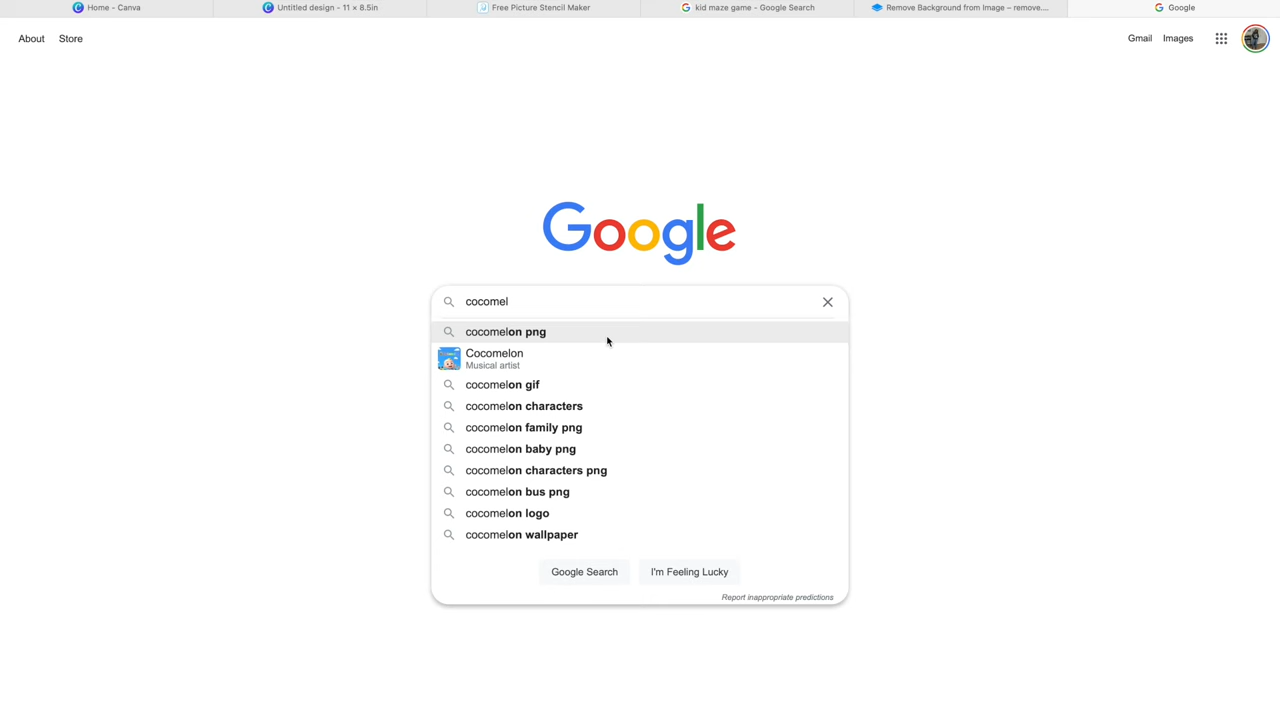 Home - Canva
Untitled design - 11 × 8.5in
Free Picture Stencil Maker
kid maze game - Google Search
Remove Background from Image – remove....
Google
About
Store
Gmail
Images
Google
cocomel
cocomelon png
Cocomelon
Musical artist
cocomelon gif
cocomelon characters
cocomelon family png
cocomelon baby png
cocomelon characters png
cocomelon bus png
cocomelon logo
cocomelon wallpaper
Google Search
I'm Feeling Lucky
Report inappropriate predictions